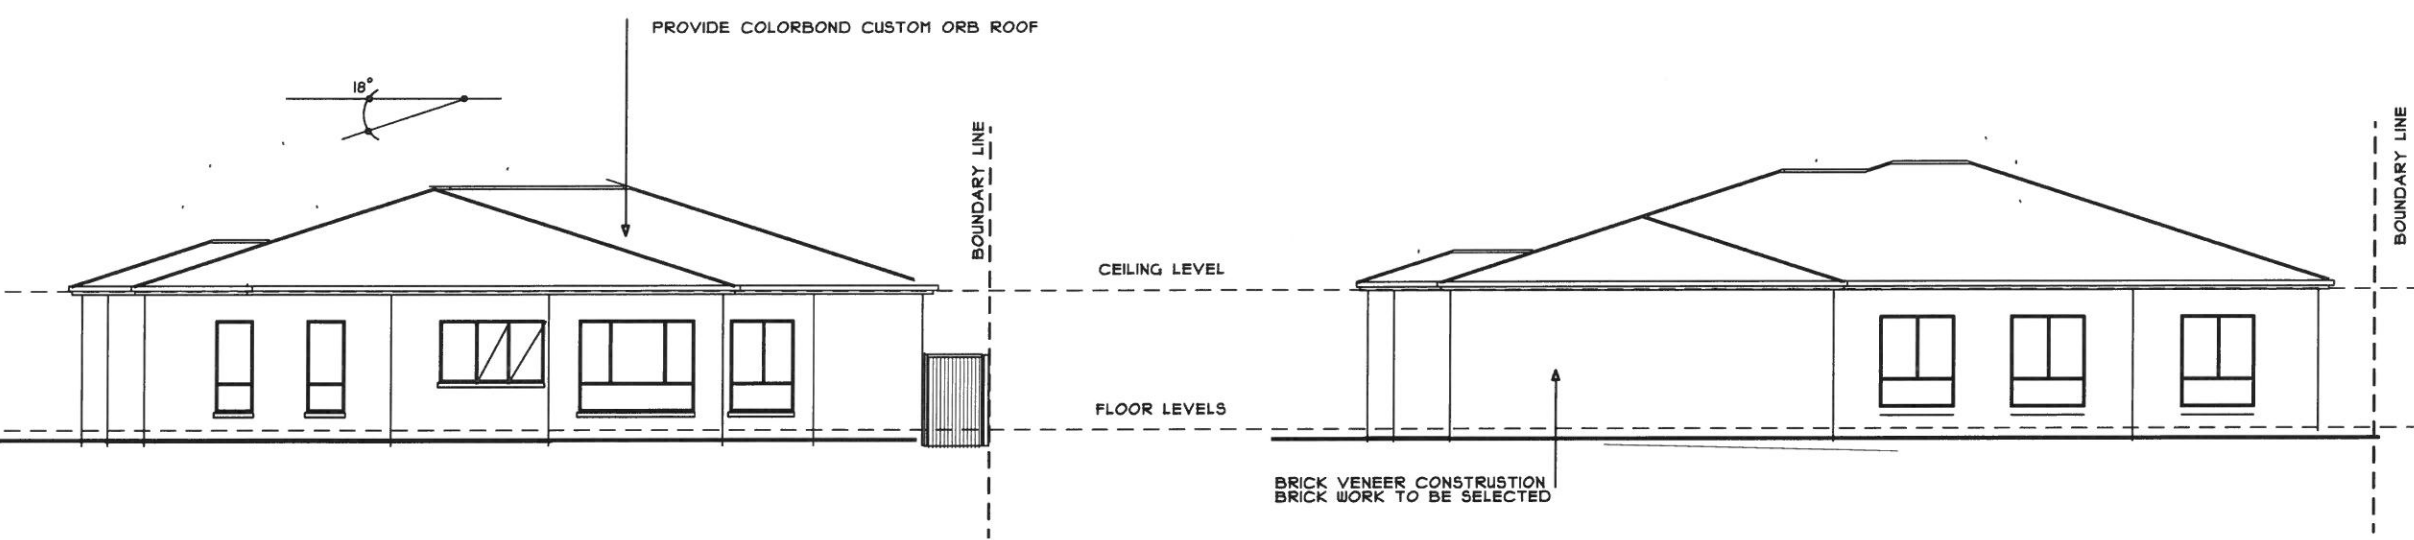 PROVIDE COLORBOND CUSTOM ORB ROOF
18°
BOUNDARY LINE
BOUNDARY LINE
CEILING LEVEL
FLOOR LEVELS
BRICK VENEER CONSTRUSTION
BRICK WORK TO BE SELECTED